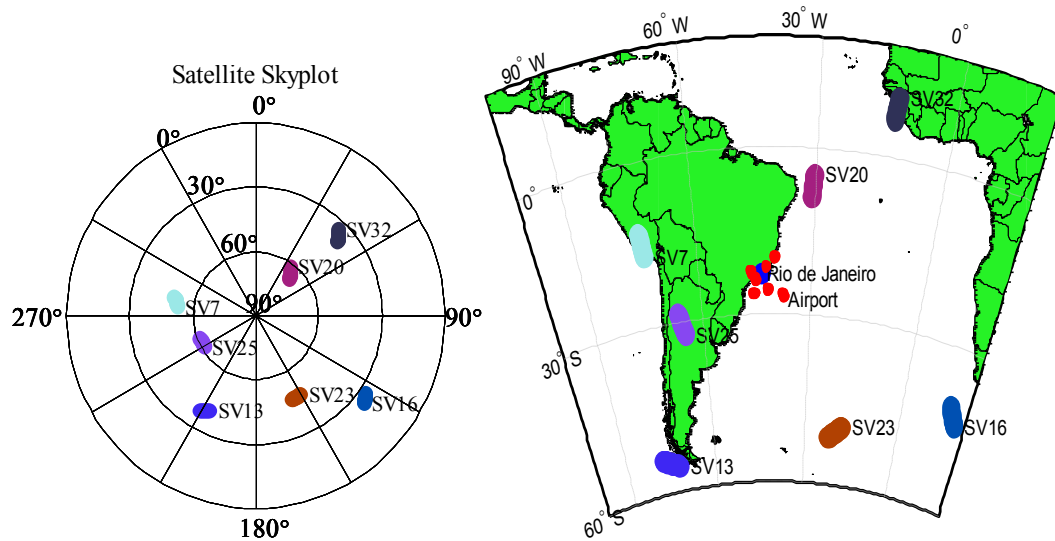 Satellite Skyplot
0°
0°
30°
60°
90°
270°
90°
180°
SV32
SV20
SV7
SV25
SV13
SV23
SV16
90° W
60° W
30° W
0°
0°
30° S
60° S
SV32
SV20
SV7
Rio de Janeiro
Airport
SV25
SV23
SV16
SV13